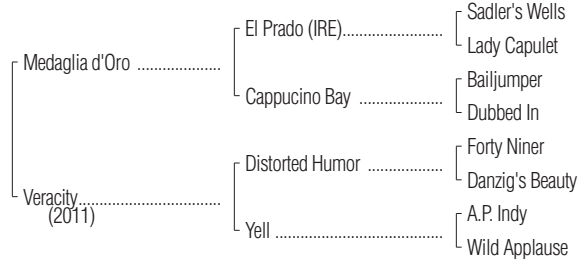 Sadler's Wells
El Prado (IRE)........................
Lady Capulet
Medaglia d'Oro ....................
Bailjumper
Cappucino Bay ....................
Dubbed In
Forty Niner
Distorted Humor ..................
Danzig's Beauty
Veracity..................................
(2011)
A.P. Indy
Yell ........................................
Wild Applause